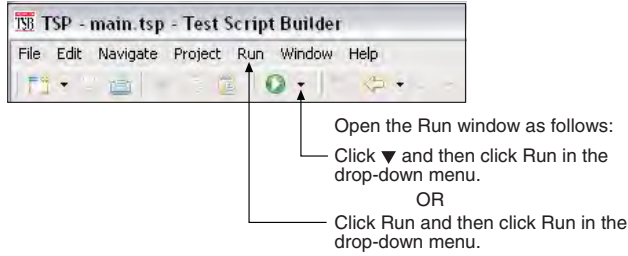 TSB TSP - main.tsp - Test Script Builder
File Edit Navigate Project Run Window Help
Open the Run window as follows:
Click ▼ and then click Run in the
drop-down menu.
OR
Click Run and then click Run in the
drop-down menu.